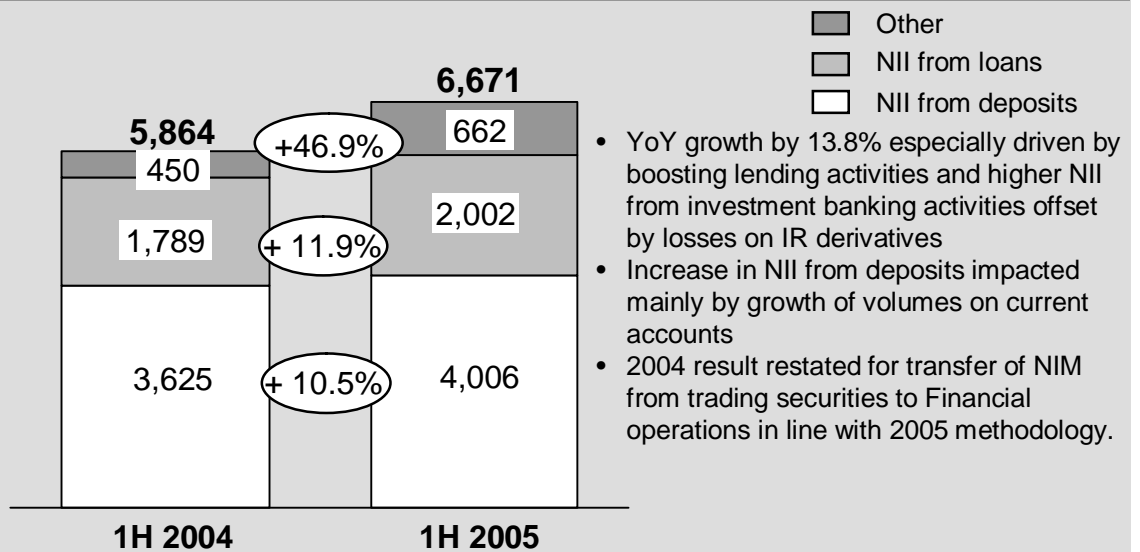 Other
NII from loans
NII from deposits
5,864
450
1,789
3,625
1H 2004
+46.9%
+ 11.9%
+ 10.5%
6,671
662
2,002
4,006
1H 2005
• YoY growth by 13.8% especially driven by
boosting lending activities and higher NII
from investment banking activities offset
by losses on IR derivatives
• Increase in NII from deposits impacted
mainly by growth of volumes on current
accounts
• 2004 result restated for transfer of NIM
from trading securities to Financial
operations in line with 2005 methodology.